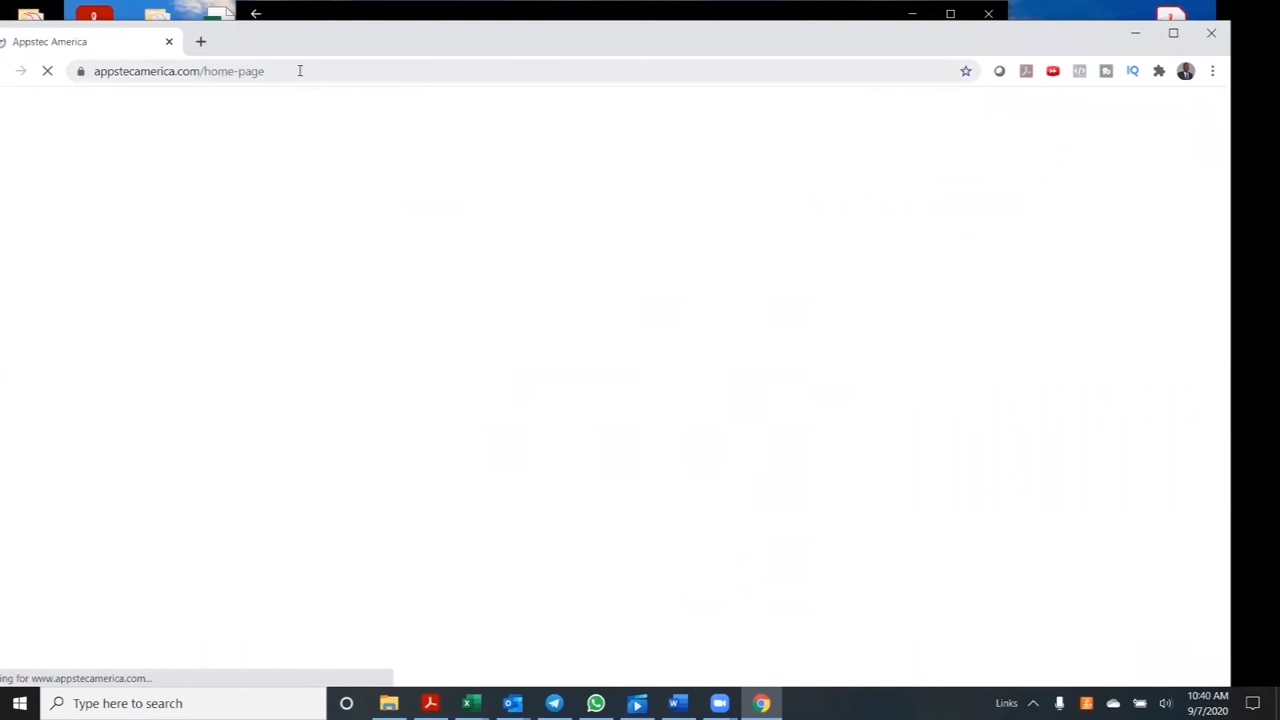 Appstec America
appstecamerica.com/home-page
IQ
ing for www.appstecamerica.com...
Type here to search
Links
10:40 AM
9/7/2020